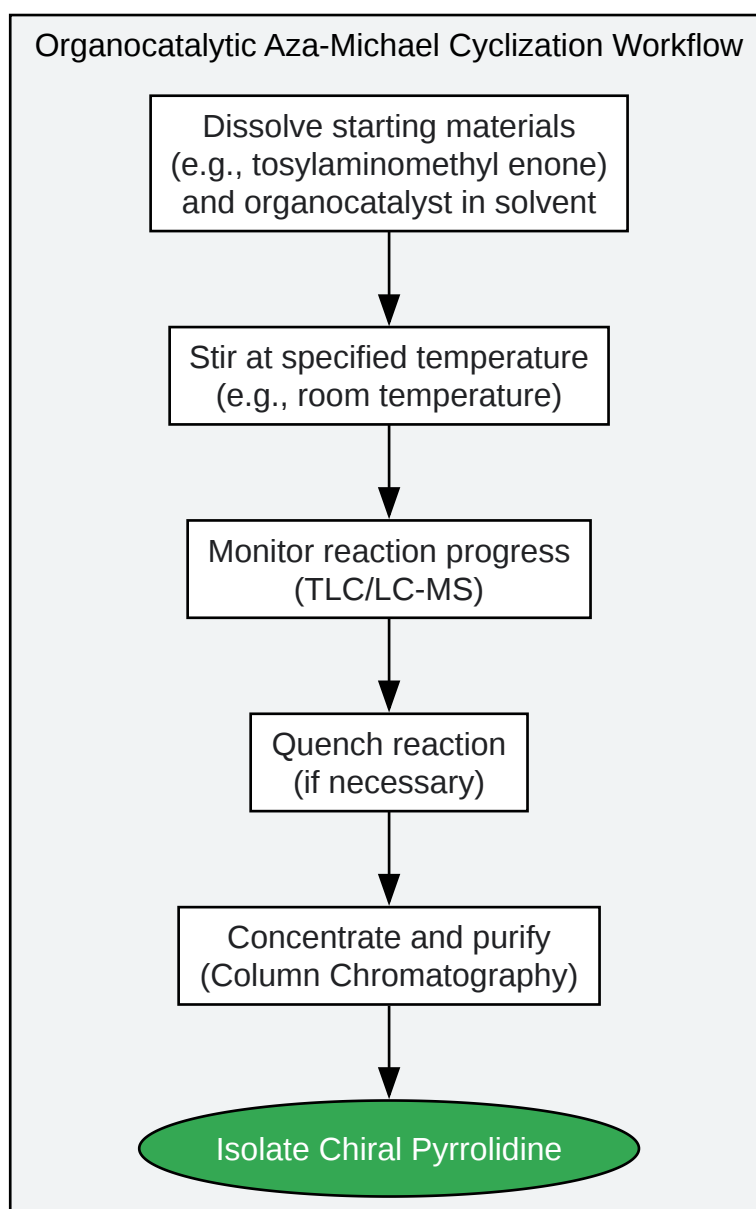 Organocatalytic Aza-Michael Cyclization Workflow
Dissolve starting materials
(e.g., tosylaminomethyl enone)
and organocatalyst in solvent
Stir at specified temperature
(e.g., room temperature)
Monitor reaction progress
(TLC/LC-MS)
Quench reaction
(if necessary)
Concentrate and purify
(Column Chromatography)
Isolate Chiral Pyrrolidine